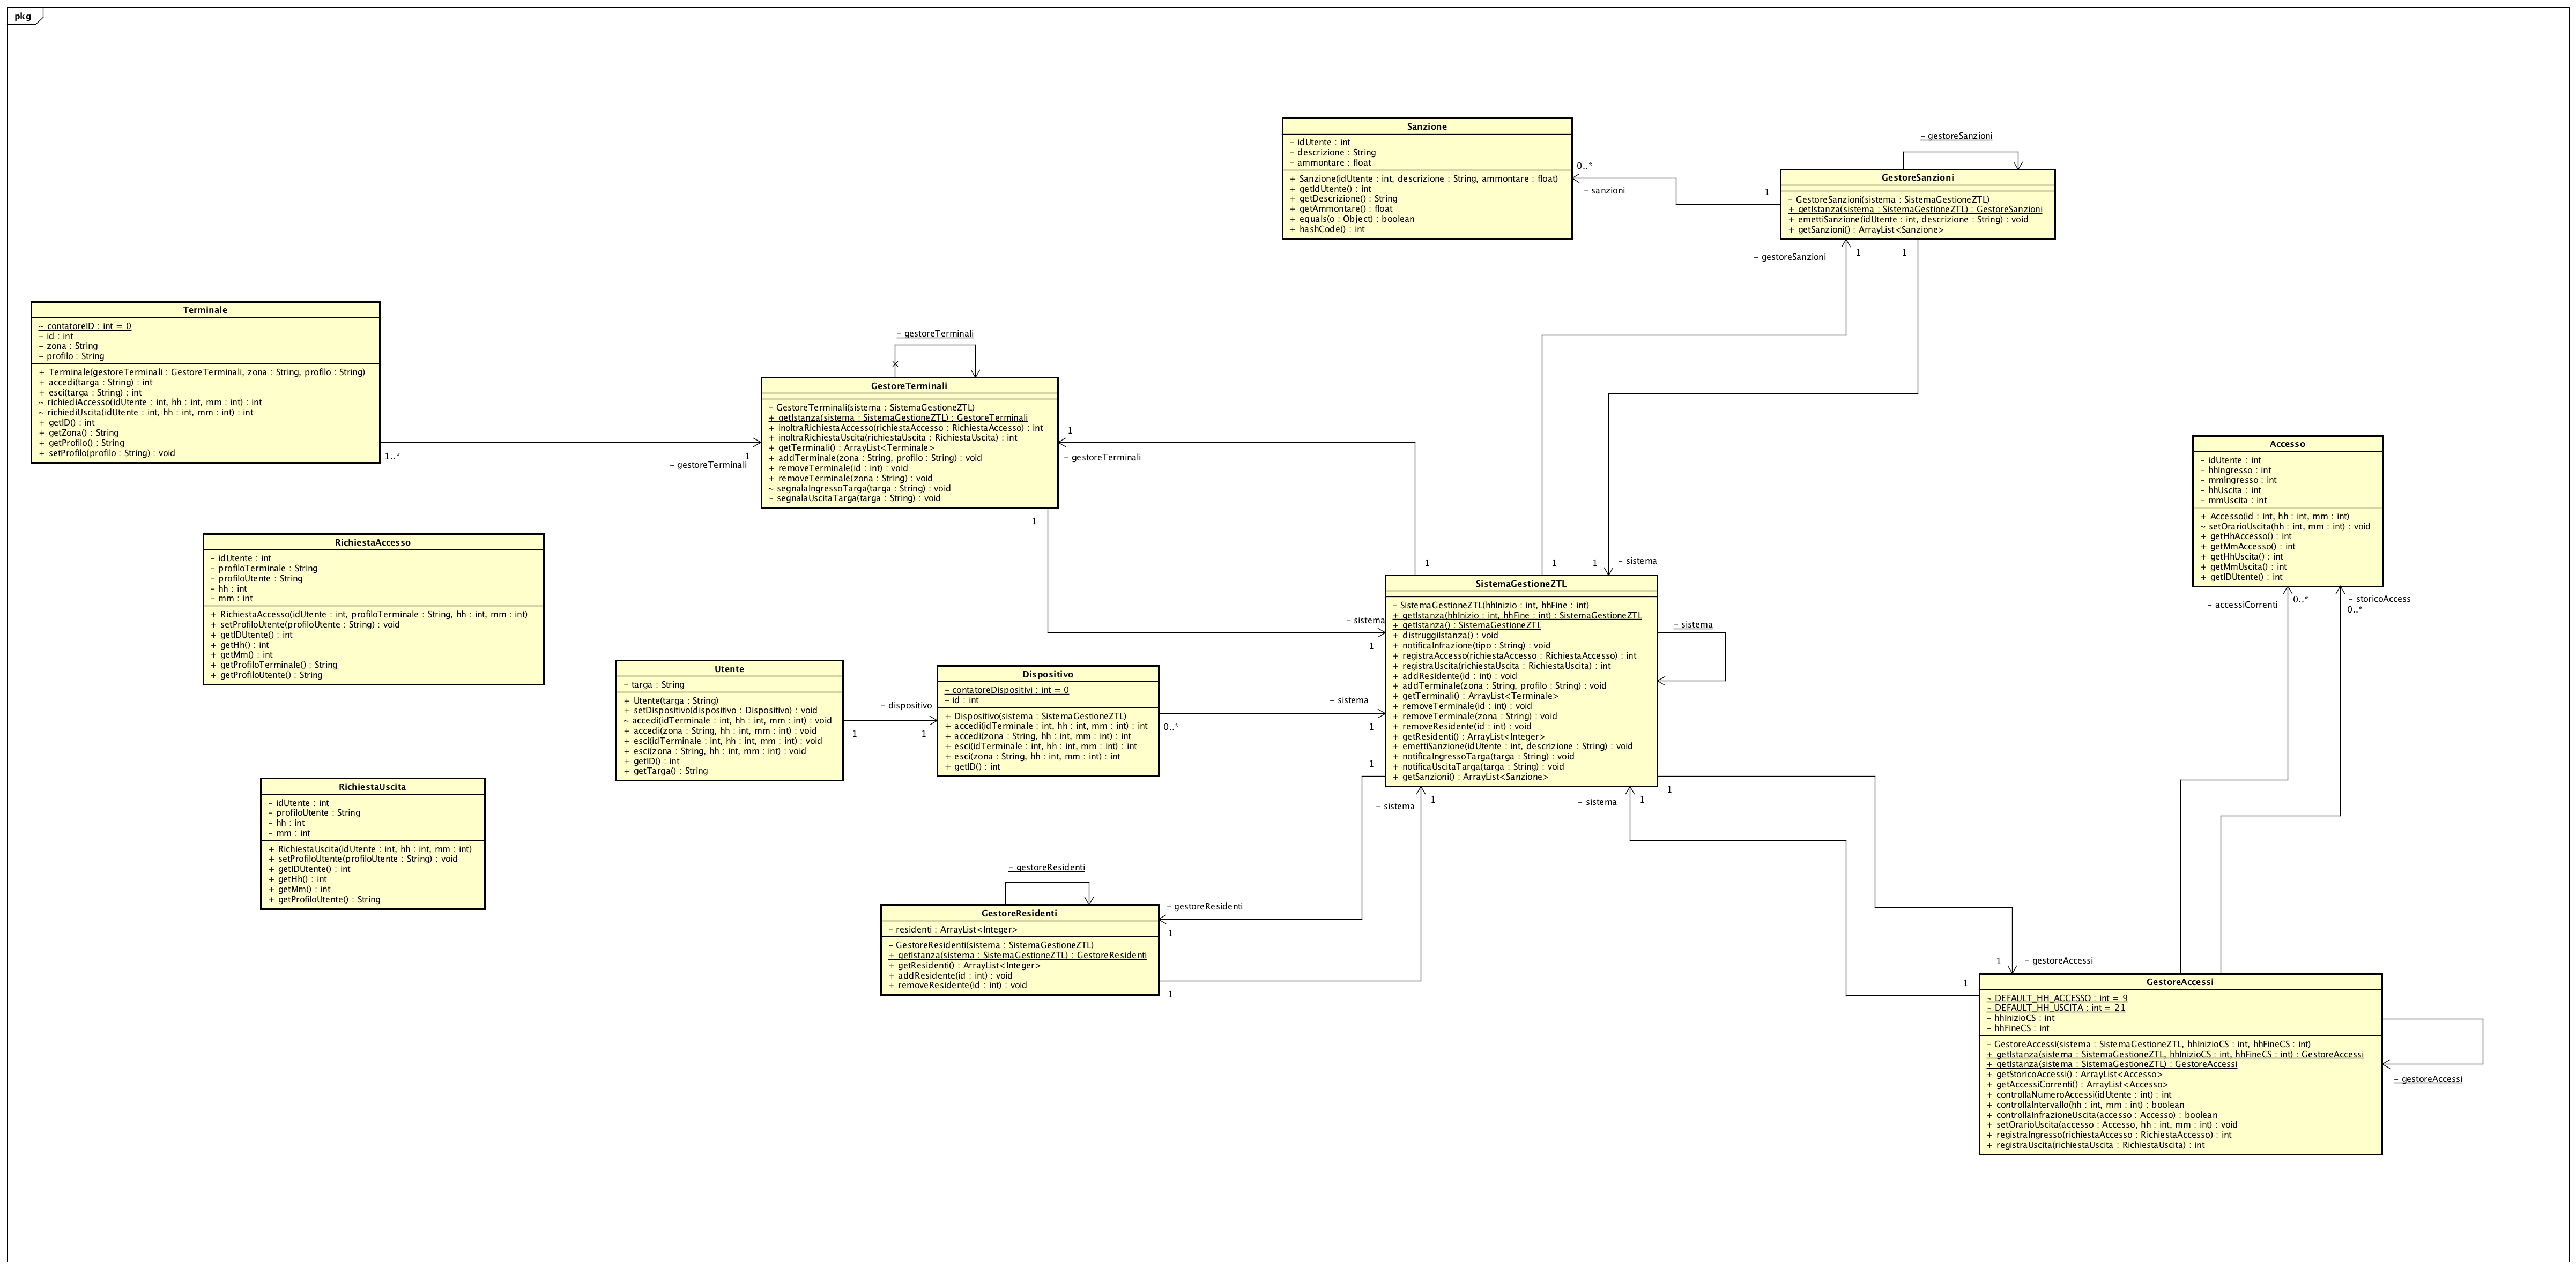 pkg
Sanzione
– idUtente : int
– descrizione : String
– ammontare : float
+ Sanzione(idUtente : int, descrizione : String, ammontare : float)
+ getIdUtente() : int
+ getDescrizione() : String
+ getAmmontare() : float
+ equals(o : Object) : boolean
+ hashCode() : int
0..*
– sanzioni
1
– gestoreSanzioni
GestoreSanzioni
– GestoreSanzioni(sistema : SistemaGestioneZTL)
+ getIstanza(sistema : SistemaGestioneZTL) : GestoreSanzioni
+ emettiSanzione(idUtente : int, descrizione : String) : void
+ getSanzioni() : ArrayList<Sanzione>
– gestoreSanzioni
1
1
Terminale
~ contatoreID : int = 0
– id : int
– zona : String
– profilo : String
+ Terminale(gestoreTerminali : GestoreTerminali, zona : String, profilo : String)
+ accedi(targa : String) : int
+ esci(targa : String) : int
~ richiediAccesso(idUtente : int, hh : int, mm : int) : int
~ richiediUscita(idUtente : int, hh : int, mm : int) : int
+ getID() : int
+ getZona() : String
+ getProfilo() : String
+ setProfilo(profilo : String) : void
1..*
1
– gestoreTerminali
– gestoreTerminali
GestoreTerminali
– GestoreTerminali(sistema : SistemaGestioneZTL)
+ getIstanza(sistema : SistemaGestioneZTL) : GestoreTerminali
+ inoltraRichiestaAccesso(richiestaAccesso : RichiestaAccesso) : int
+ inoltraRichiestaUscita(richiestaUscita : RichiestaUscita) : int
+ getTerminali() : ArrayList<Terminale>
+ addTerminale(zona : String, profilo : String) : void
+ removeTerminale(id : int) : void
+ removeTerminale(zona : String) : void
~ segnalaIngressoTarga(targa : String) : void
~ segnalaUscitaTarga(targa : String) : void
1
– gestoreTerminali
1
Accesso
– idUtente : int
– hhIngresso : int
– mmIngresso : int
– hhUscita : int
– mmUscita : int
+ Accesso(id : int, hh : int, mm : int)
~ setOrarioUscita(hh : int, mm : int) : void
+ getHhAccesso() : int
+ getMmAccesso() : int
+ getHhUscita() : int
+ getMmUscita() : int
+ getIDUtente() : int
– accessiCorrenti
0..*
– storicoAccess
0..*
RichiestaAccesso
– idUtente : int
– profiloTerminale : String
– profiloUtente : String
– hh : int
– mm : int
+ RichiestaAccesso(idUtente : int, profiloTerminale : String, hh : int, mm : int)
+ setProfiloUtente(profiloUtente : String) : void
+ getIDUtente() : int
+ getHh() : int
+ getMm() : int
+ getProfiloTerminale() : String
+ getProfiloUtente() : String
1
1
1
– sistema
SistemaGestioneZTL
– SistemaGestioneZTL(hhInizio : int, hhFine : int)
+ getIstanza(hhInizio : int, hhFine : int) : SistemaGestioneZTL
+ getIstanza() : SistemaGestioneZTL
+ distruggiIstanza() : void
+ notificaInfrazione(tipo : String) : void
+ registraAccesso(richiestaAccesso : RichiestaAccesso) : int
+ registraUscita(richiestaUscita : RichiestaUscita) : int
+ addResidente(id : int) : void
+ addTerminale(zona : String, profilo : String) : void
+ getTerminali() : ArrayList<Terminale>
+ removeTerminale(id : int) : void
+ removeTerminale(zona : String) : void
+ removeResidente(id : int) : void
+ getResidenti() : ArrayList<Integer>
+ emettiSanzione(idUtente : int, descrizione : String) : void
+ notificaIngressoTarga(targa : String) : void
+ notificaUscitaTarga(targa : String) : void
+ getSanzioni() : ArrayList<Sanzione>
– sistema
– sistema
1
Utente
– targa : String
+ Utente(targa : String)
+ setDispositivo(dispositivo : Dispositivo) : void
~ accedi(idTerminale : int, hh : int, mm : int) : void
+ accedi(zona : String, hh : int, mm : int) : void
+ esci(idTerminale : int, hh : int, mm : int) : void
+ esci(zona : String, hh : int, mm : int) : void
+ getID() : int
+ getTarga() : String
– dispositivo
1
1
Dispositivo
– contatoreDispositivi : int = 0
– id : int
+ Dispositivo(sistema : SistemaGestioneZTL)
+ accedi(idTerminale : int, hh : int, mm : int) : int
+ accedi(zona : String, hh : int, mm : int) : int
+ esci(idTerminale : int, hh : int, mm : int) : int
+ esci(zona : String, hh : int, mm : int) : int
+ getID() : int
0..*
– sistema
1
1
– sistema
1
– sistema
1
1
RichiestaUscita
– idUtente : int
– profiloUtente : String
– hh : int
– mm : int
+ RichiestaUscita(idUtente : int, hh : int, mm : int)
+ setProfiloUtente(profiloUtente : String) : void
+ getIDUtente() : int
+ getHh() : int
+ getMm() : int
+ getProfiloUtente() : String
– gestoreResidenti
GestoreResidenti
– residenti : ArrayList<Integer>
– GestoreResidenti(sistema : SistemaGestioneZTL)
+ getIstanza(sistema : SistemaGestioneZTL) : GestoreResidenti
+ getResidenti() : ArrayList<Integer>
+ addResidente(id : int) : void
+ removeResidente(id : int) : void
– gestoreResidenti
1
1
1
– gestoreAccessi
1
GestoreAccessi
~ DEFAULT_HH_ACCESSO : int = 9
~ DEFAULT_HH_USCITA : int = 21
– hhInizioCS : int
– hhFineCS : int
– GestoreAccessi(sistema : SistemaGestioneZTL, hhInizioCS : int, hhFineCS : int)
+ getIstanza(sistema : SistemaGestioneZTL, hhInizioCS : int, hhFineCS : int) : GestoreAccessi
+ getIstanza(sistema : SistemaGestioneZTL) : GestoreAccessi
+ getStoricoAccessi() : ArrayList<Accesso>
+ getAccessiCorrenti() : ArrayList<Accesso>
+ controllaNumeroAccessi(idUtente : int) : int
+ controllaIntervallo(hh : int, mm : int) : boolean
+ controllaInfrazioneUscita(accesso : Accesso) : boolean
+ setOrarioUscita(accesso : Accesso, hh : int, mm : int) : void
+ registraIngresso(richiestaAccesso : RichiestaAccesso) : int
+ registraUscita(richiestaUscita : RichiestaUscita) : int
– gestoreAccessi